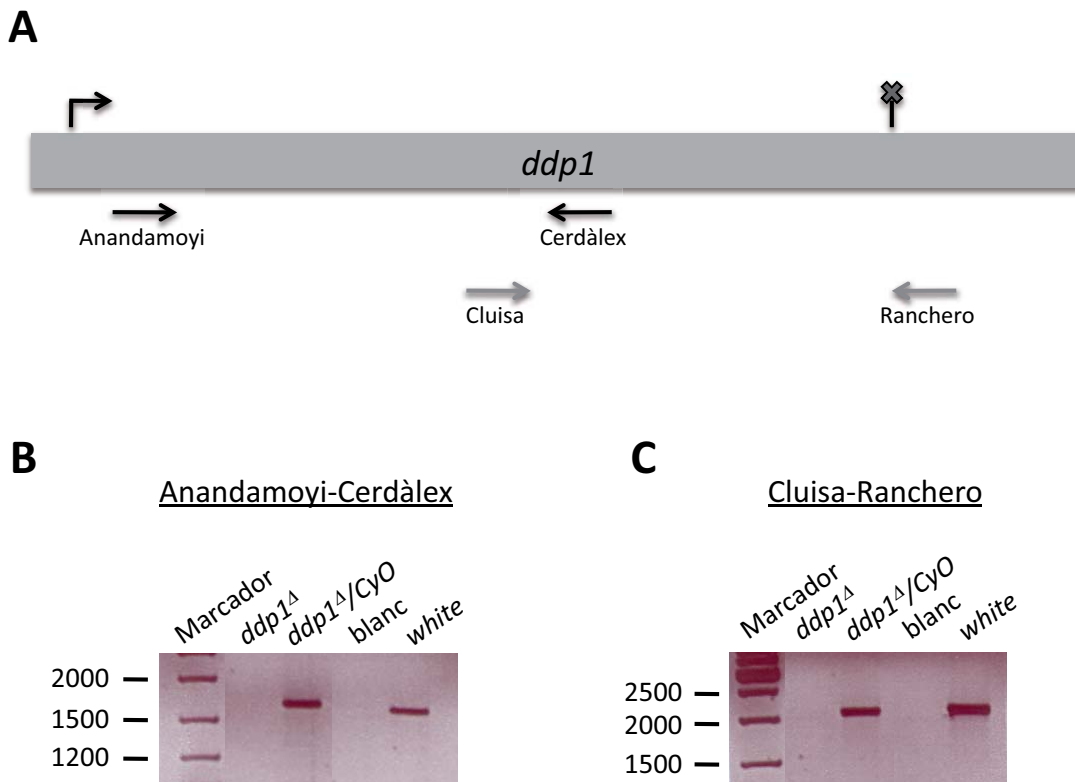 A
ddp1
Anandamoyi
Cerdàlex
Cluisa
Ranchero
B
Anandamoyi-Cerdàlex
Marcador
ddp1Δ
ddp1Δ/CyO
blanc
white
2000
1500
1200
C
Cluisa-Ranchero
Marcador
ddp1Δ
ddp1Δ/CyO
blanc
white
2500
2000
1500